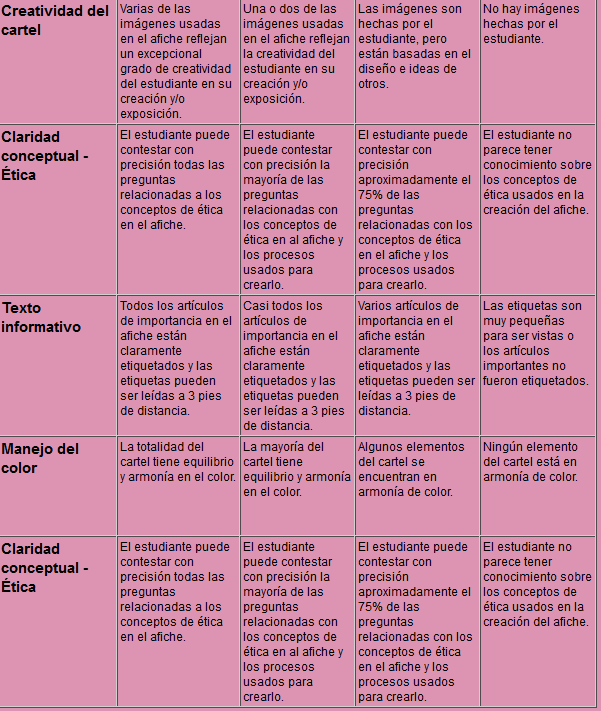 Creatividad del
cartel
Varias de las
imágenes usadas
en el afiche reflejan
un excepcional
grado de creatividad
del estudiante en su
creación y/o
exposición.
Una o dos de las
imágenes usadas
en el afiche reflejan
la creatividad del
estudiante en su
creación y/o
exposición.
Las imágenes son
hechas por el
estudiante, pero
están basadas en el
diseño e ideas de
otros.
No hay imágenes
hechas por el
estudiante.
Claridad
conceptual -
Ética
El estudiante puede
contestar con
precisión todas las
preguntas
relacionadas a los
conceptos de ética
en el afiche.
El estudiante
puede contestar
con precisión la
mayoría de las
preguntas
relacionadas con
los conceptos de
ética en al afiche y
los procesos
usados para
crearlo.
El estudiante puede
contestar con
precisión
aproximadamente el
75% de las
preguntas
relacionadas con los
conceptos de ética
en el afiche y los
procesos usados
para crearlo.
El estudiante no
parece tener
conocimiento sobre
los conceptos de
ética usados en la
creación del afiche.
Texto
informativo
Todos los artículos
de importancia en el
afiche están
claramente
etiquetados y las
etiquetas pueden
ser leídas a 3 pies
de distancia.
Casi todos los
artículos de
importancia en el
afiche están
claramente
etiquetados y las
etiquetas pueden
ser leídas a 3 pies
de distancia.
Varios artículos de
importancia en el
afiche están
claramente
etiquetados y las
etiquetas pueden ser
leídas a 3 pies de
distancia.
Las etiquetas son
muy pequeñas
para ser vistas o
los artículos
importantes no
fueron etiquetados.
Manejo del
color
La totalidad del
cartel tiene equilibrio
y armonía en el color.
La mayoría del
cartel tiene
equilibrio y armonía
en el color.
Algunos elementos
del cartel se
encuentran en
armonía de color.
Ningún elemento
del cartel está en
armonía de color.
Claridad
conceptual -
Ética
El estudiante puede
contestar con
precisión todas las
preguntas
relacionadas a los
conceptos de ética
en el afiche.
El estudiante
puede contestar
con precisión la
mayoría de las
preguntas
relacionadas con
los conceptos de
ética en al afiche y
los procesos
usados para
crearlo.
El estudiante puede
contestar con
precisión
aproximadamente el
75% de las
preguntas
relacionadas con los
conceptos de ética
en el afiche y los
procesos usados
para crearlo.
El estudiante no
parece tener
conocimiento sobre
los conceptos de
ética usados en la
creación del afiche.